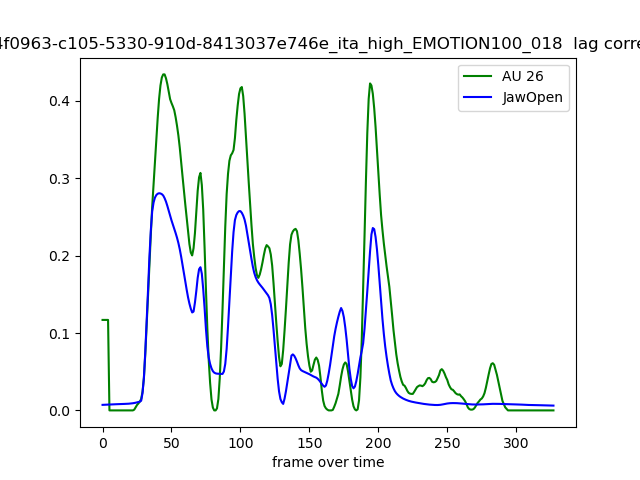 4f0963-c105-5330-910d-8413037e746e_ita_high_EMOTION100_018 lag corre
AU 26
JawOpen
0.4
0.3
0.2
0.1
0.0
0 50 100 150 200 250 300
frame over time